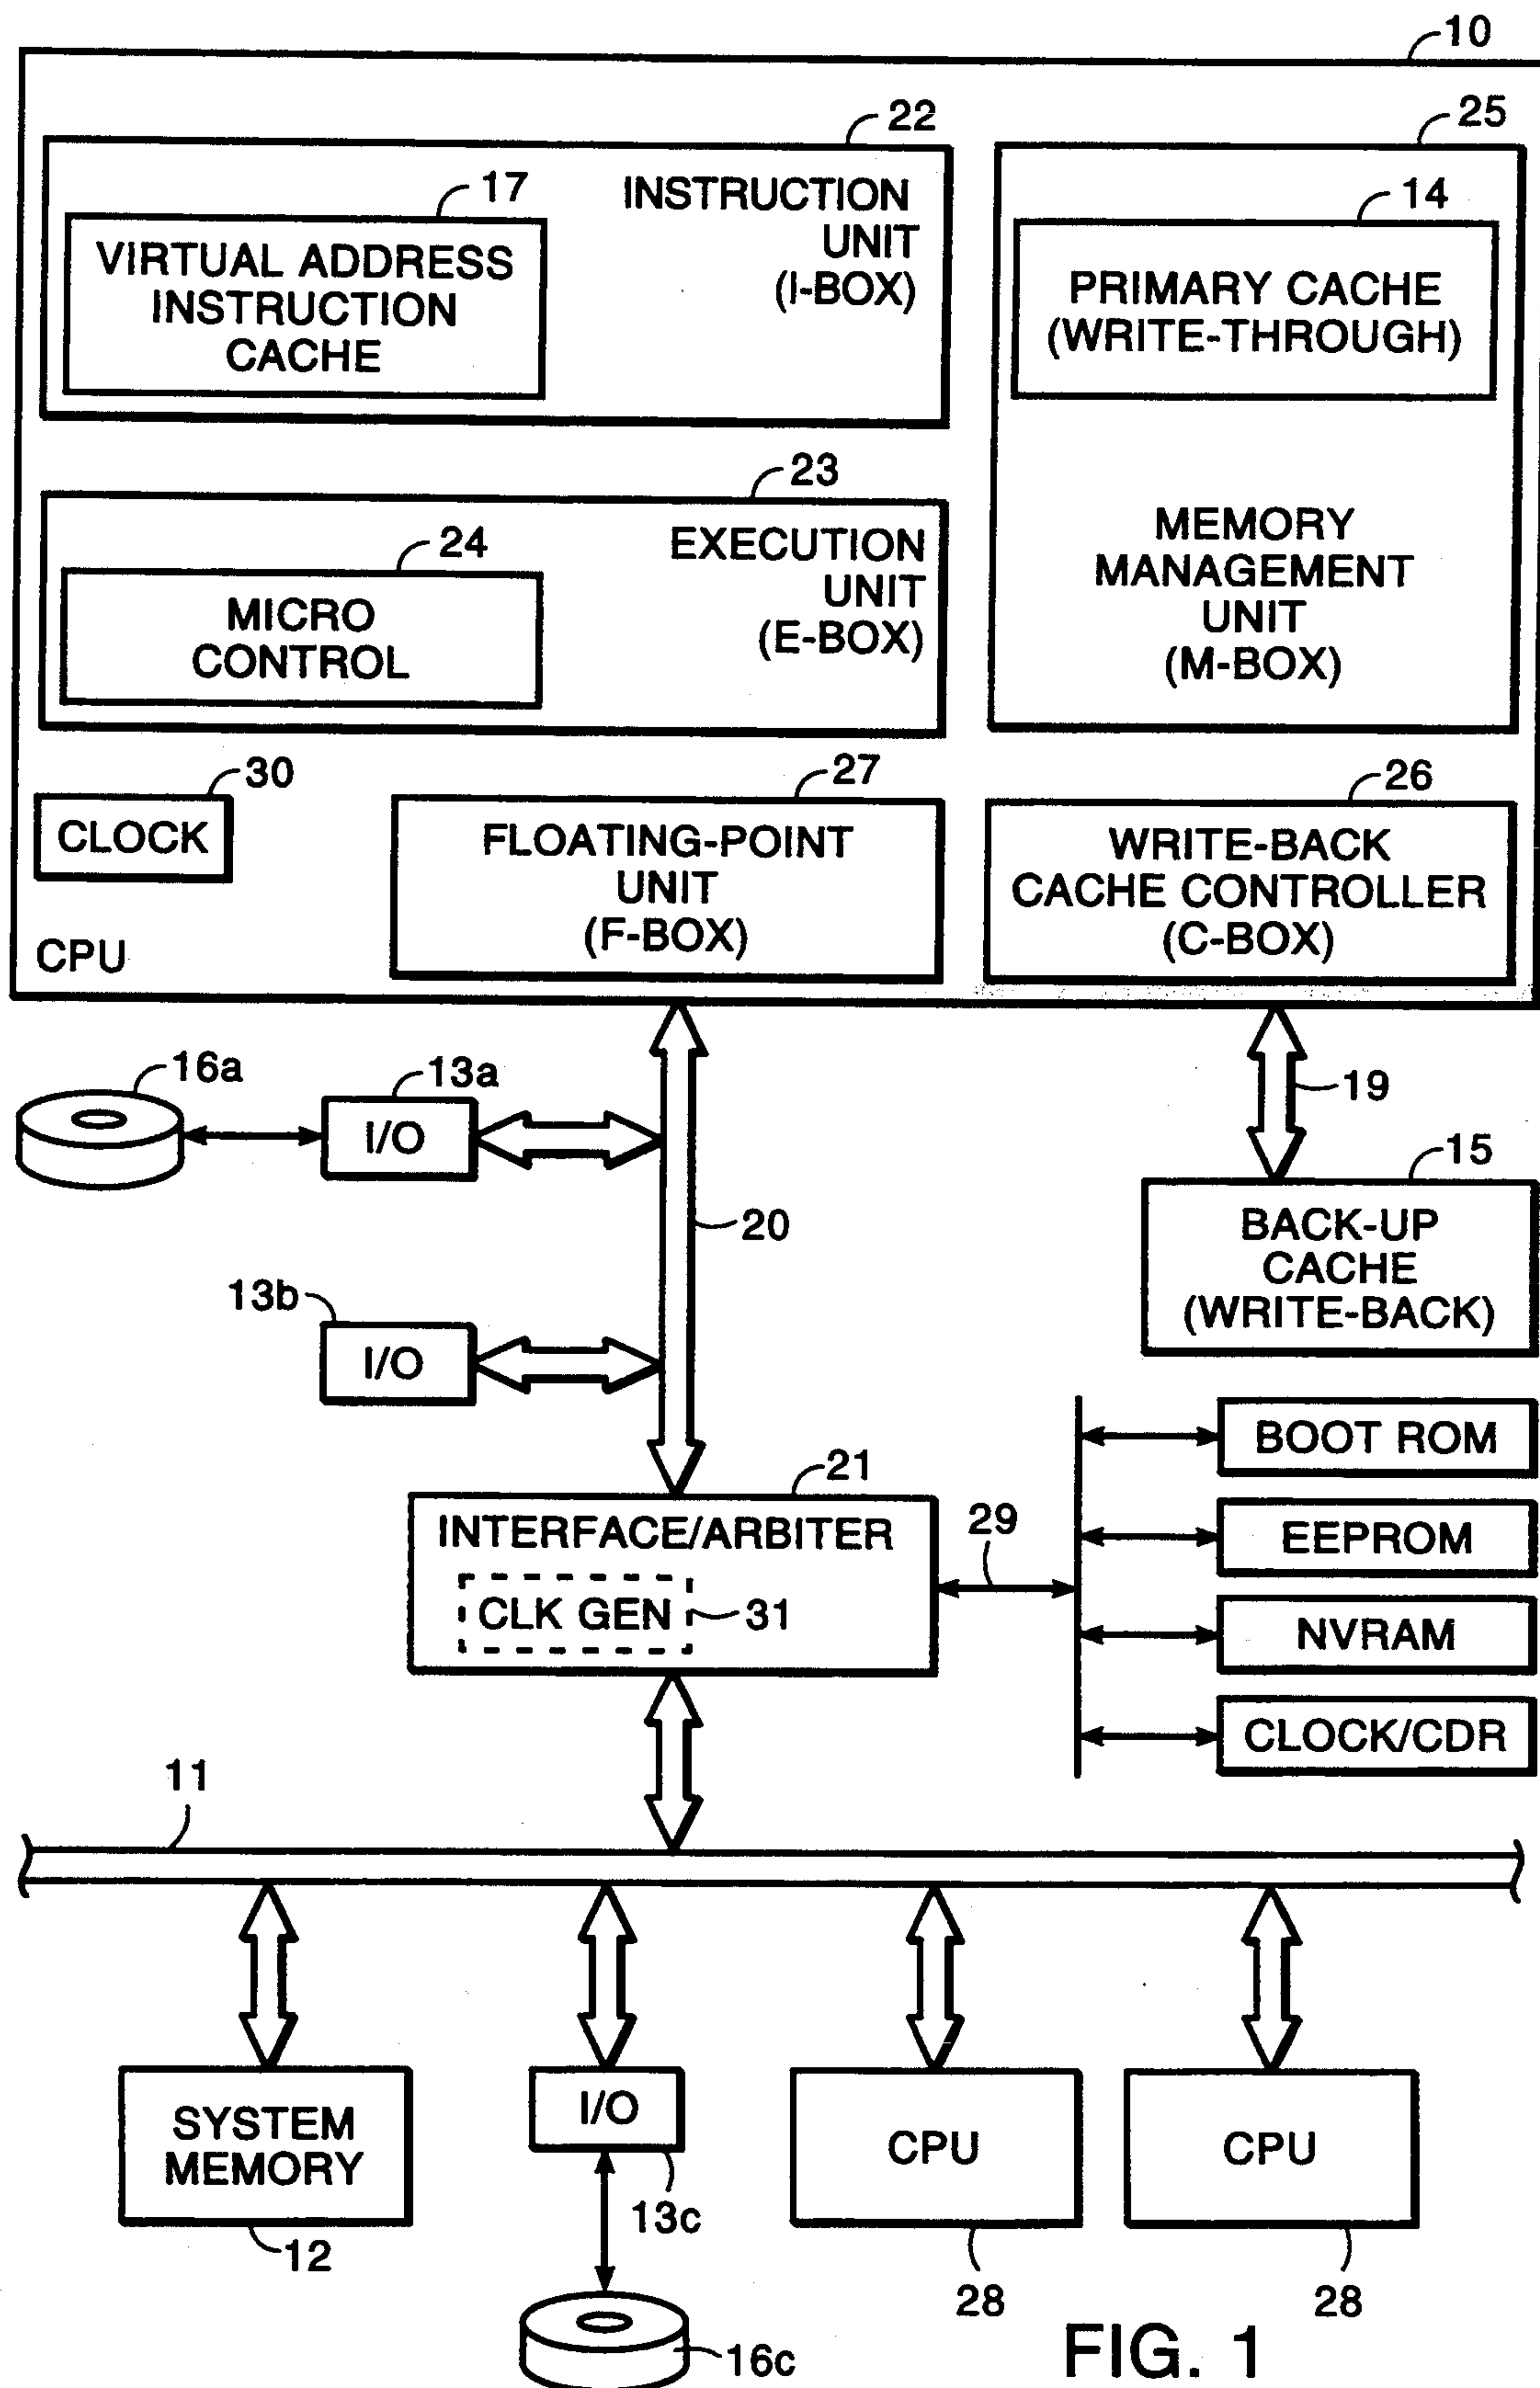 10
22
25
17
14
INSTRUCTION
UNIT
(I-BOX)
VIRTUAL ADDRESS
INSTRUCTION
CACHE
PRIMARY CACHE
(WRITE-THROUGH)
23
24
EXECUTION
UNIT
(E-BOX)
MICRO
CONTROL
MEMORY
MANAGEMENT
UNIT
(M-BOX)
30
27
26
CLOCK
FLOATING-POINT
UNIT
(F-BOX)
WRITE-BACK
CACHE CONTROLLER
(C-BOX)
CPU
16a
13a
I/O
19
20
15
BACK-UP
CACHE
(WRITE-BACK)
13b
I/O
21
INTERFACE/ARBITER
CLK GEN
31
29
BOOT ROM
EEPROM
NVRAM
CLOCK/CDR
11
SYSTEM
MEMORY
12
I/O
13c
CPU
CPU
28
28
16c
FIG. 1